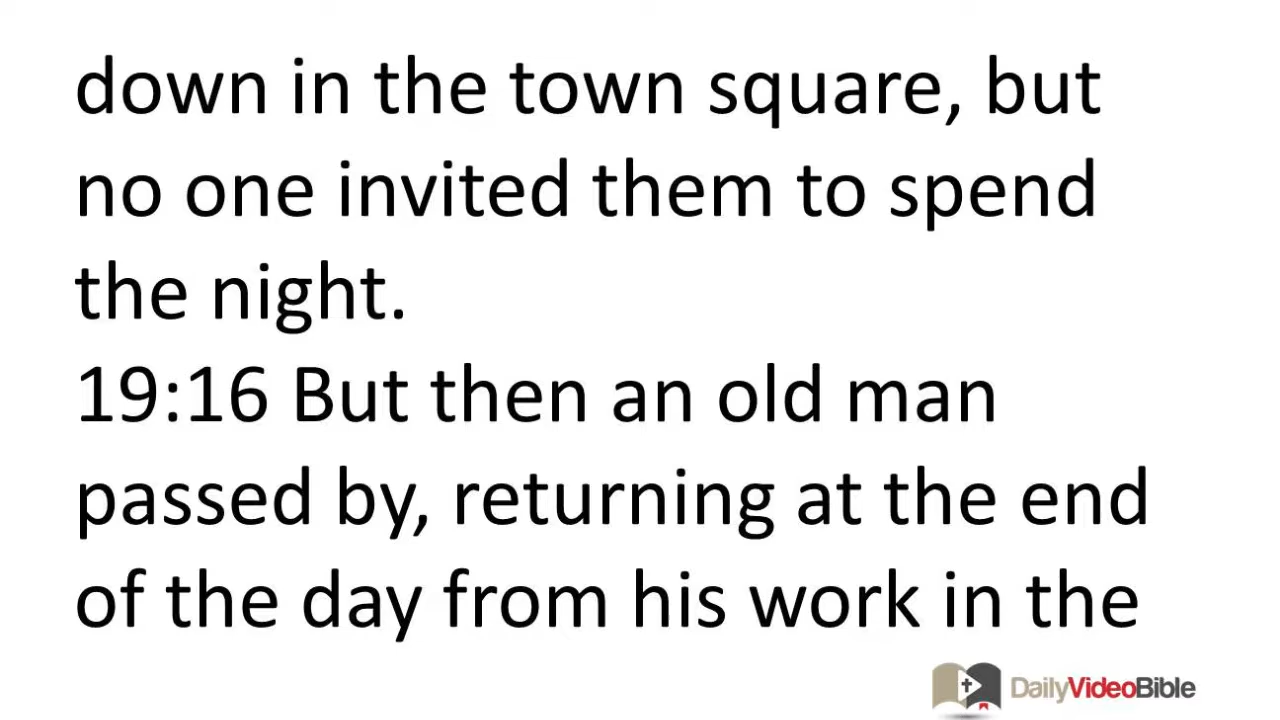 down in the town square, but
no one invited them to spend
the night.
19:16 But then an old man
passed by, returning at the end
of the day from his work in the
DailyVideoBible